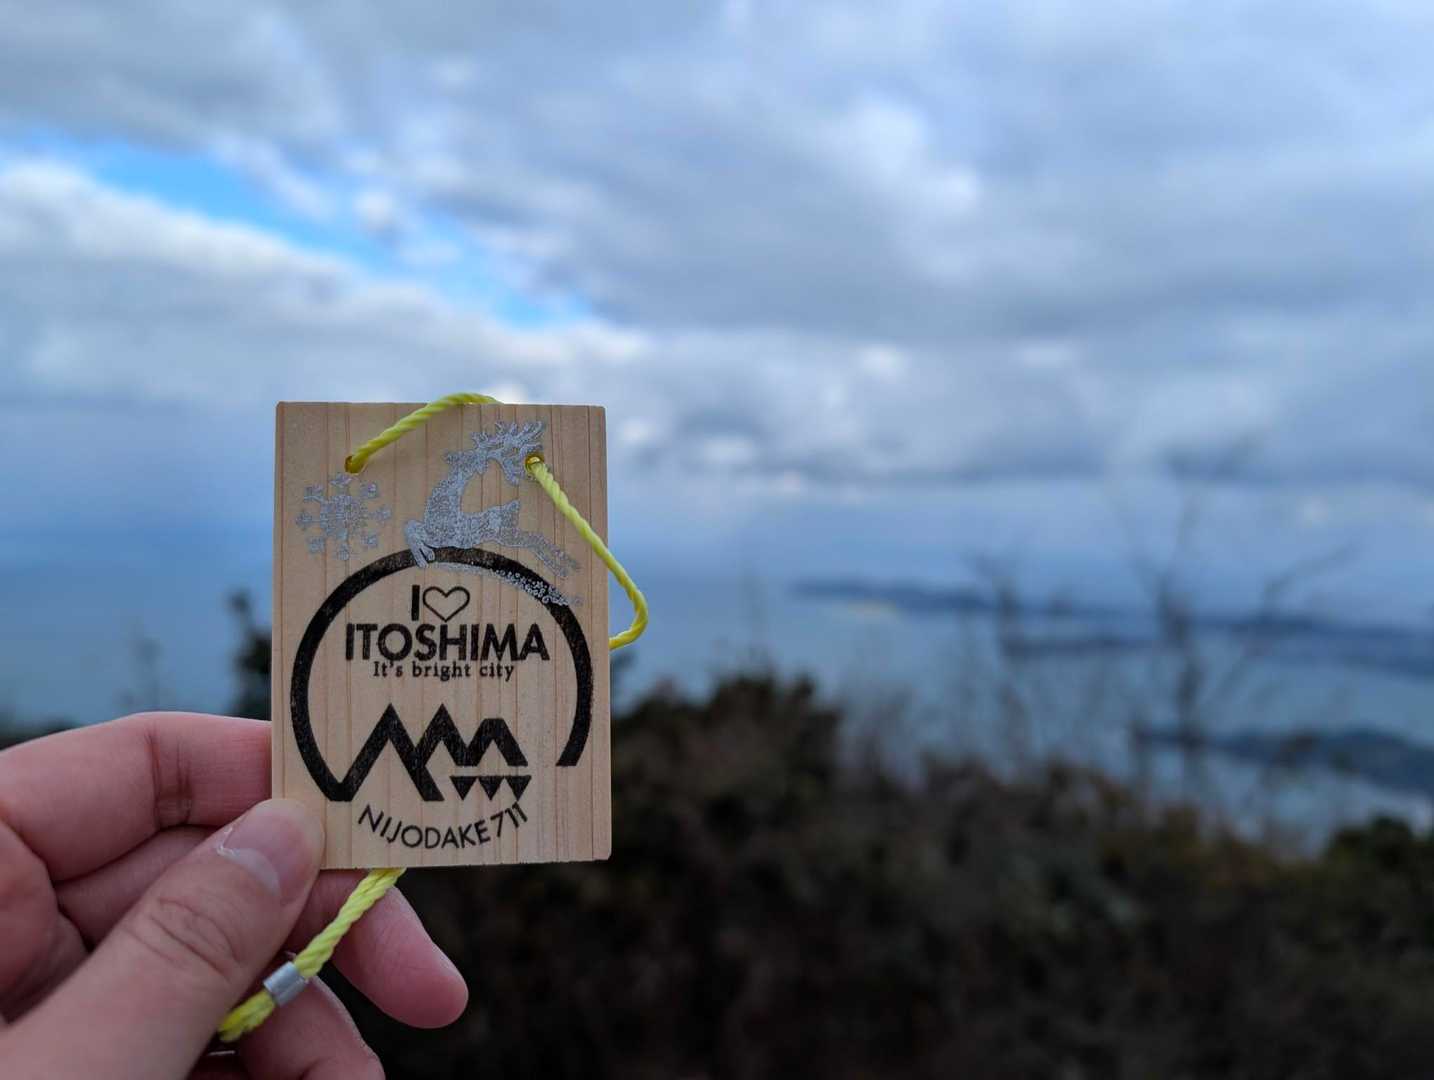 I♡
ITOSHIMA
It's bright city
NIJODAKE711